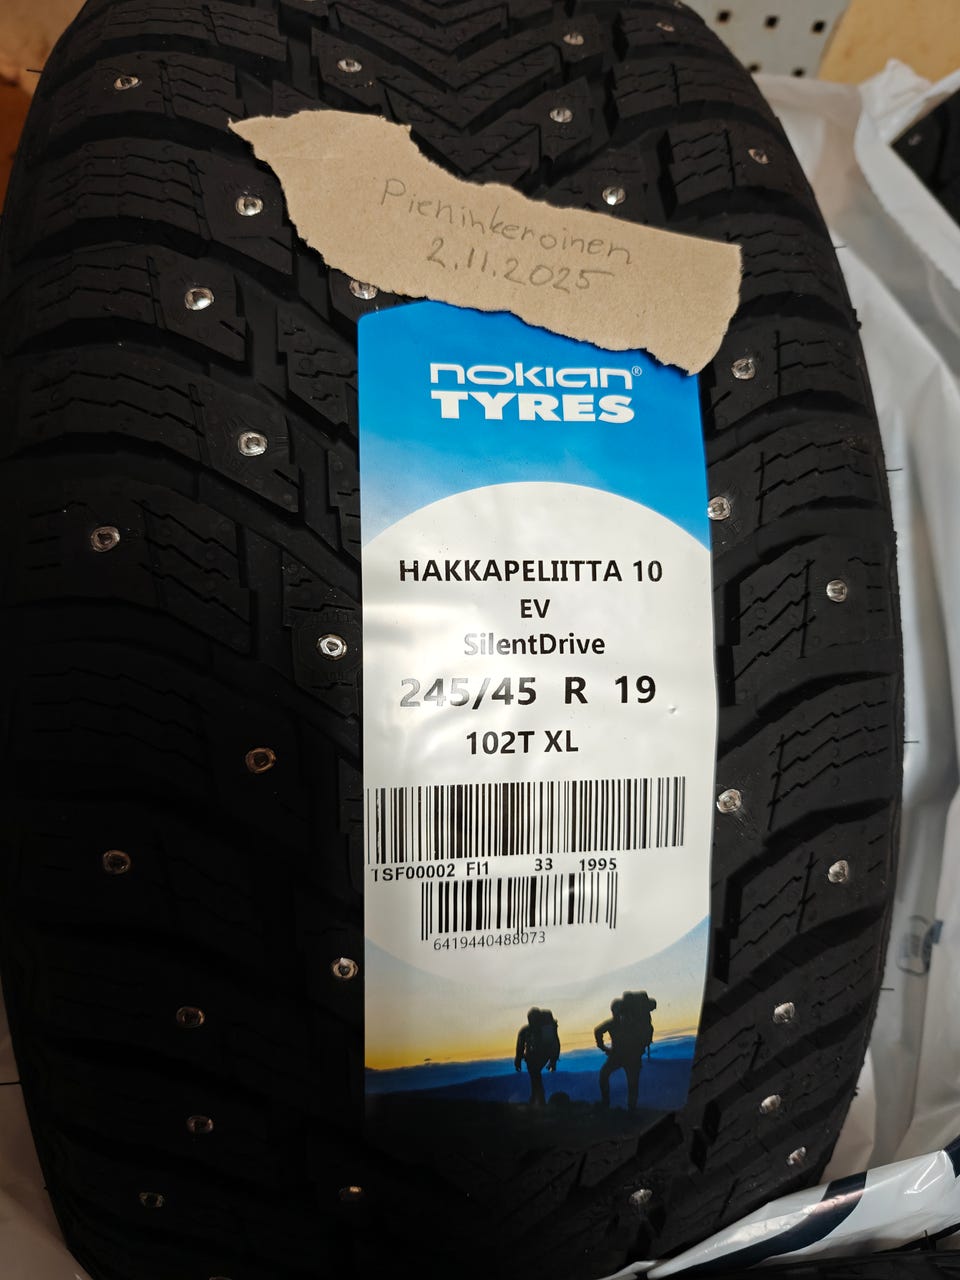 Pieninkeroinen
2.11.2025
nokian®
TYRES
HAKKAPELIITTA 10
EV
SilentDrive
245/45 R 19
102T XL
TSF00002 FI1 33 1995
6419440488073